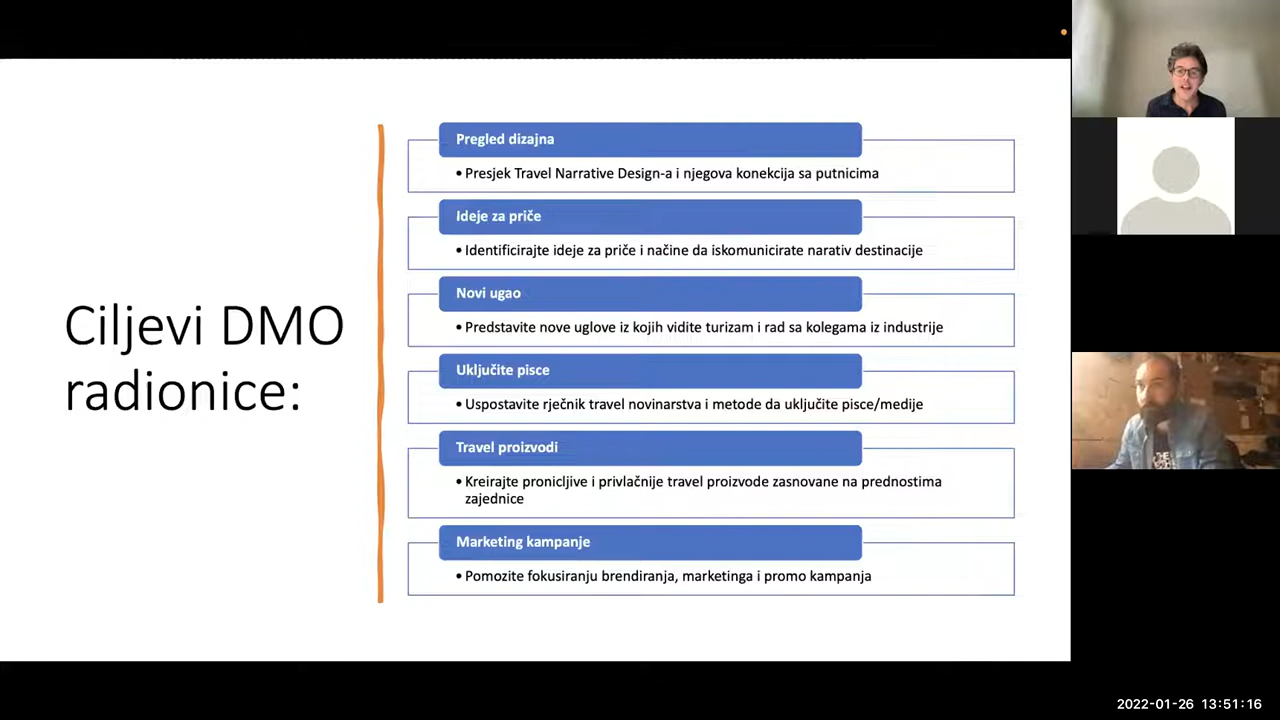 Ciljevi DMO
radionice:
Pregled dizajna
• Presjek Travel Narrative Design-a i njegova konekcija sa putnicima
Ideje za priče
• Identificirajte ideje za priče i načine da iskomunicirate narativ destinacije
Novi ugao
• Predstavite nove uglove iz kojih vidite turizam i rad sa kolegama iz industrije
Uključite pisce
• Uspostavite rječnik travel novinarstva i metode da uključite pisce/medije
Travel proizvodi
• Kreirajte pronicljive i privlačnije travel proizvode zasnovane na prednostima
zajednice
Marketing kampanje
• Pomozite fokusiranju brendiranja, marketinga i promo kampanja
THE
2022-01-26 13:51:16